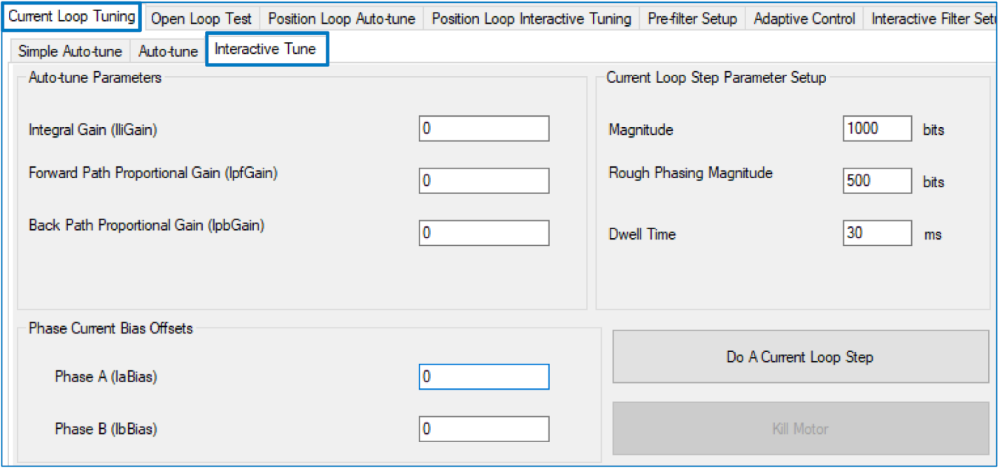 Current Loop Tuning Open Loop Test Position Loop Auto-tune Position Loop Interactive Tuning Pre-filter Setup Adaptive Control Interactive Filter Setu
Simple Auto-tune Auto-tune Interactive Tune
Auto-tune Parameters
Integral Gain (IliGain) 0
Forward Path Proportional Gain (IpfGain) 0
Back Path Proportional Gain (IpbGain) 0
Current Loop Step Parameter Setup
Magnitude 1000 bits
Rough Phasing Magnitude 500 bits
Dwell Time 30 ms
Phase Current Bias Offsets
Phase A (IaBias) 0
Phase B (IbBias) 0
Do A Current Loop Step
Kill Motor